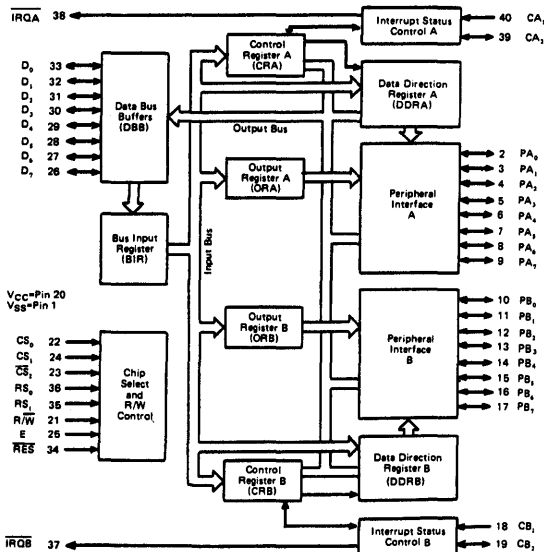 IRQA 38
Interrupt Status
Control A
40 CA₁
39 CA₂
Control
Register A
(CRA)
Data Direction
Register A
(DDRA)
D₀ 33
D₁ 32
D₂ 31
D₃ 30
D₄ 29
D₅ 28
D₆ 27
D₇ 26
Data Bus
Buffers
(DBB)
Output Bus
Output
Register A
(ORA)
Peripheral
Interface
A
2 PA₀
3 PA₁
4 PA₂
5 PA₃
6 PA₄
7 PA₅
8 PA₆
9 PA₇
Bus Input
Register
(BIR)
Input Bus
VCC=Pin 20
VSS=Pin 1
CS₀ 22
CS₁ 24
CS₂ 23
RS₀ 36
RS₁ 35
R/W 21
E 25
RES 34
Chip
Select
and
R/W
Control
Output
Register B
(ORB)
Peripheral
Interface
B
10 PB₀
11 PB₁
12 PB₂
13 PB₃
14 PB₄
15 PB₅
16 PB₆
17 PB₇
Control
Register B
(CRB)
Data Direction
Register B
(DDRB)
IRQB 37
Interrupt Status
Control B
18 CB₁
19 CB₂